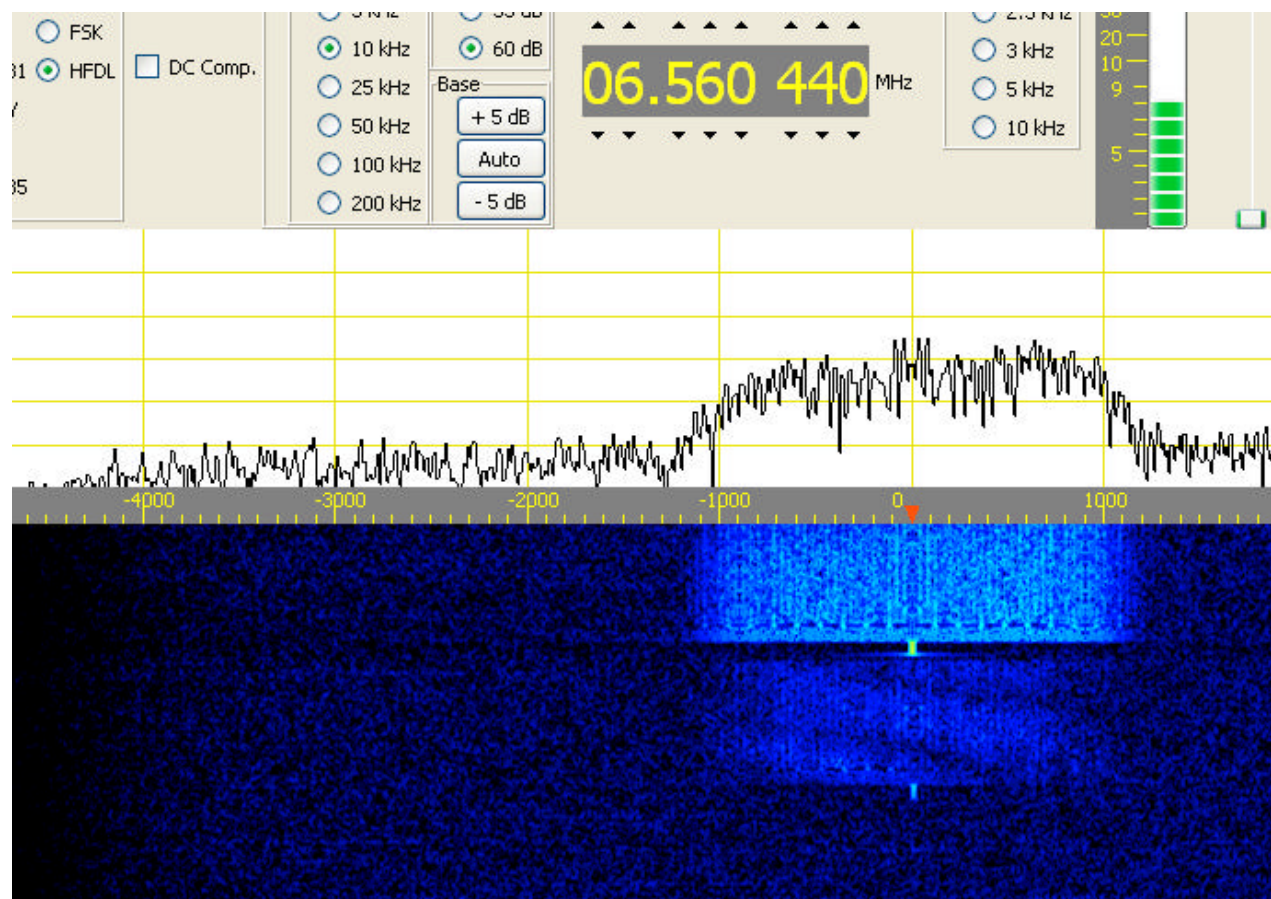 FSK
HFDL
DC Comp.
10 kHz
25 kHz
50 kHz
100 kHz
200 kHz
60 dB
Base
+ 5 dB
Auto
- 5 dB
06.560 440 MHz
3 kHz
5 kHz
10 kHz
20
10
9
5
-4000 -3000 -2000 -1000 0 1000